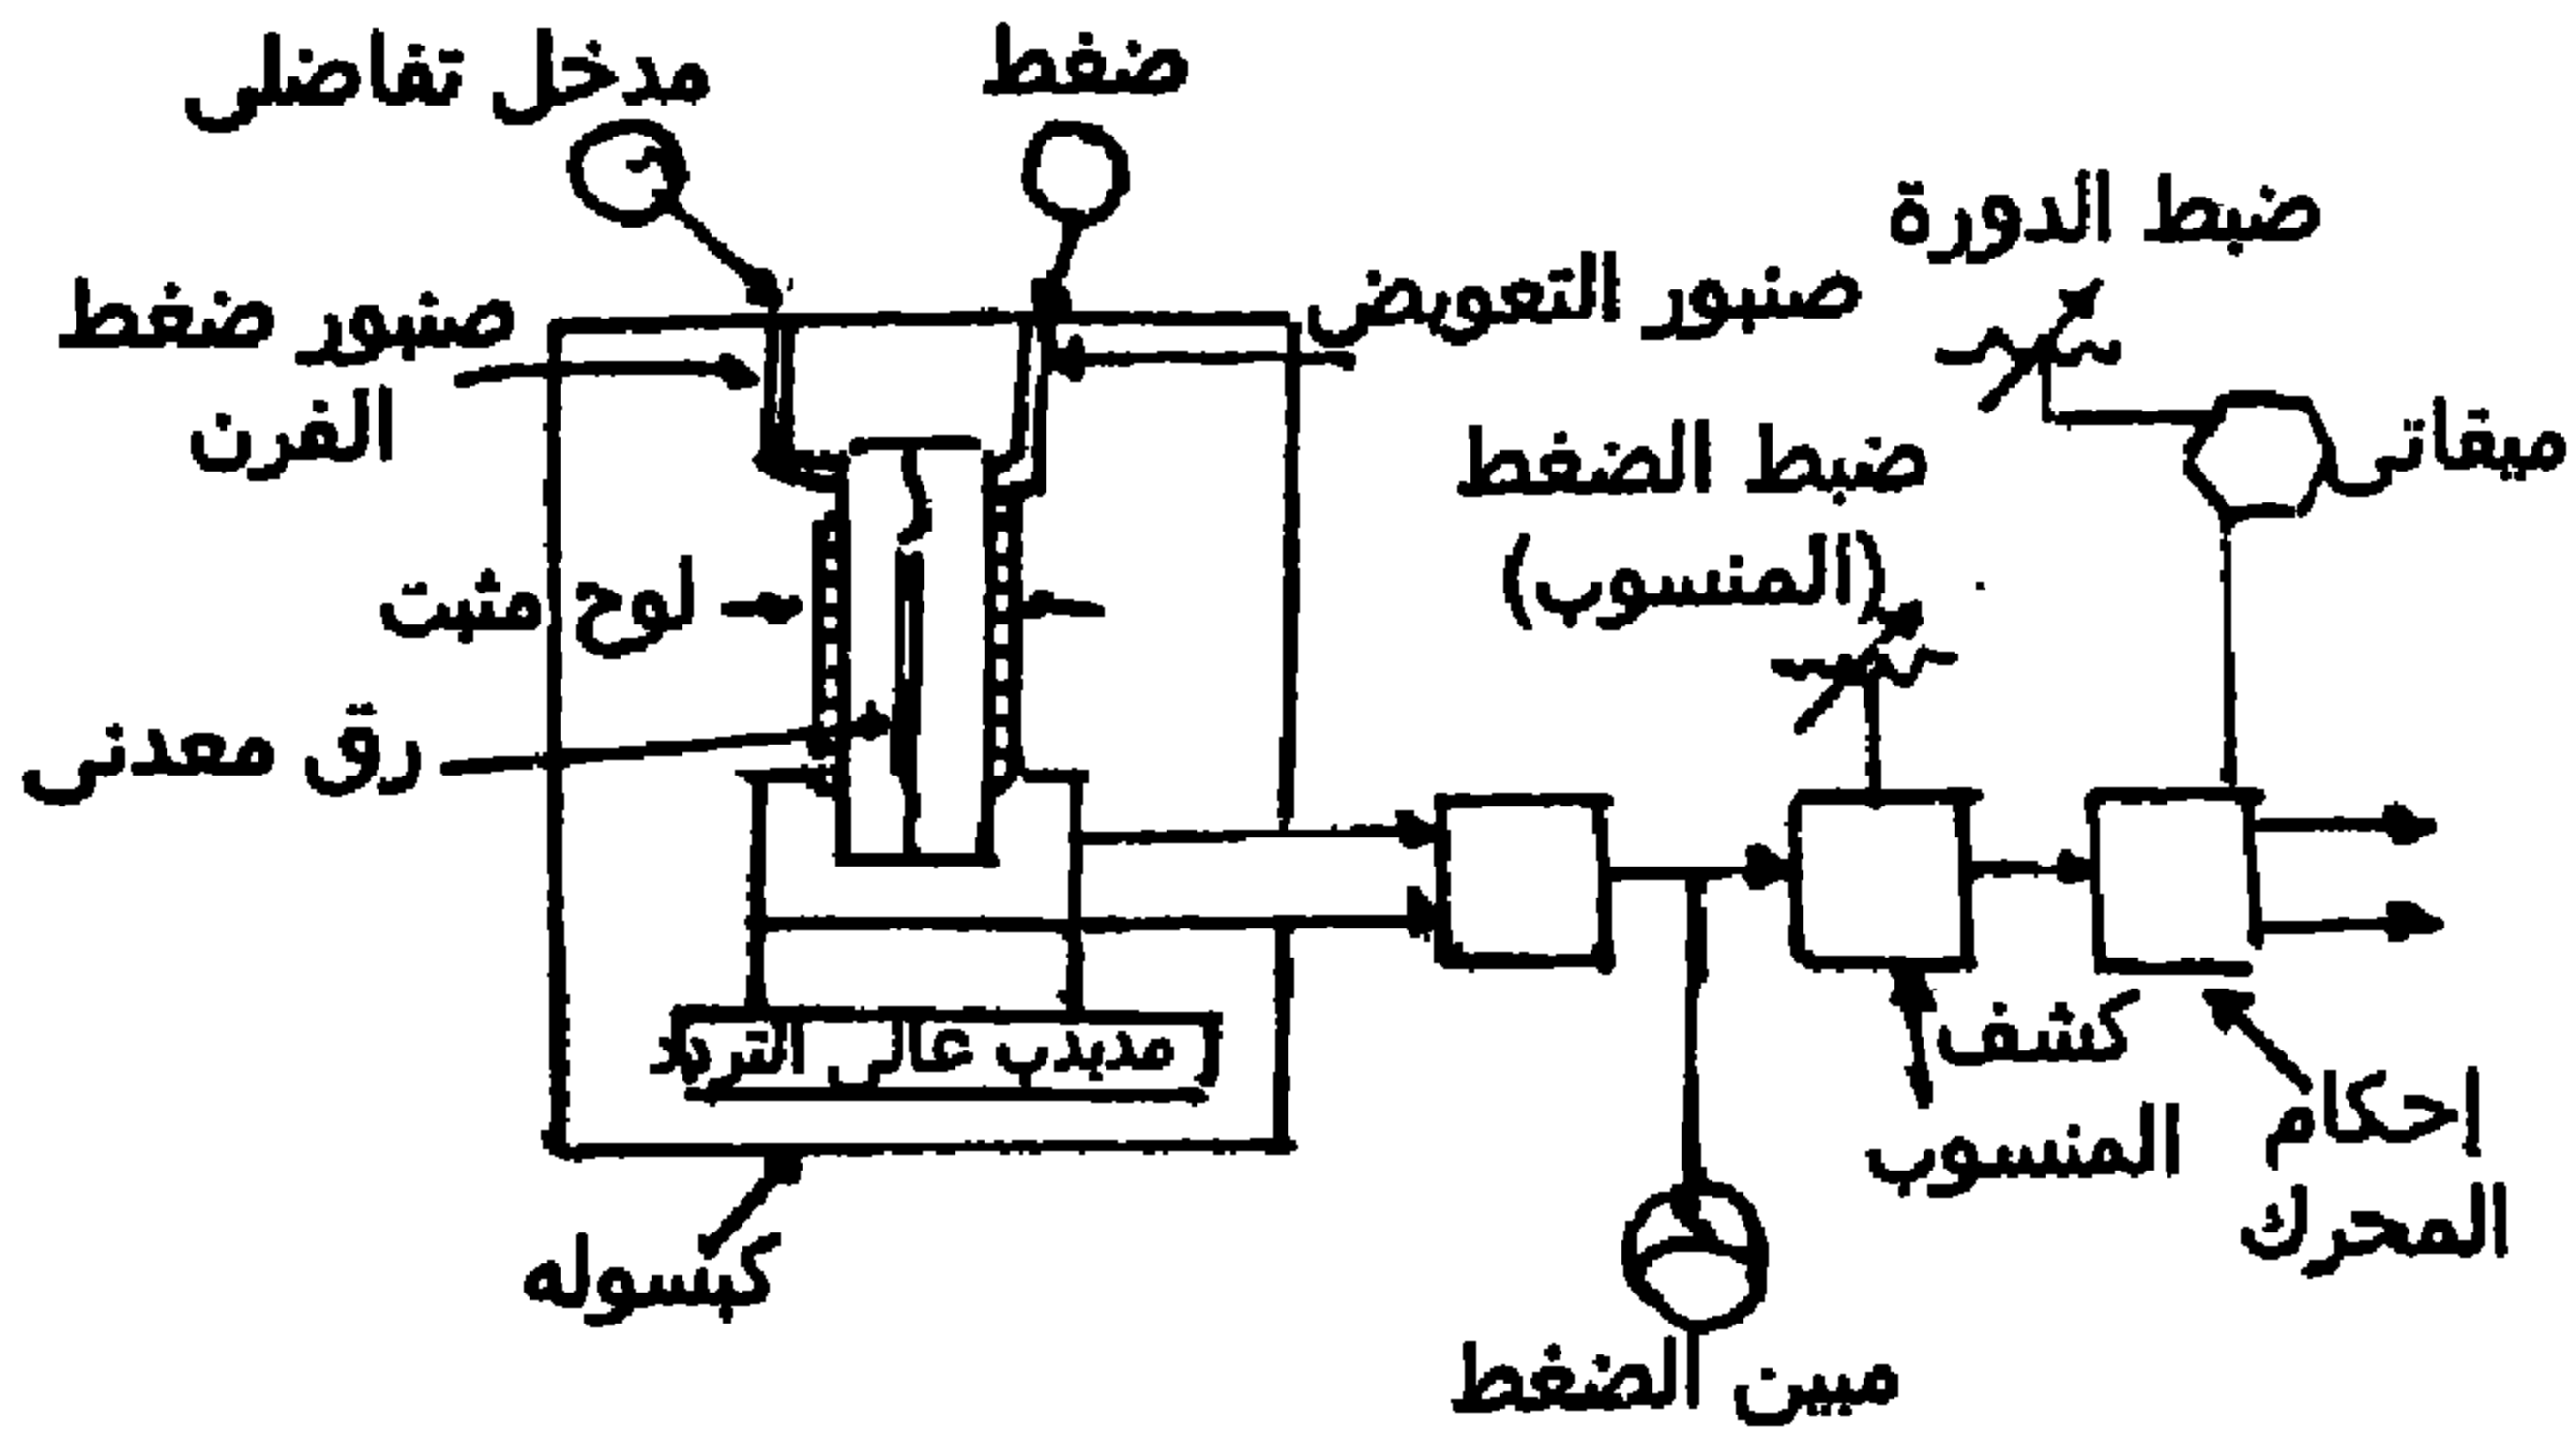 مدخل تفاضلى
ضغط
ضبط الدورة
صنبور التعويض
صنبور ضغط
الفرن
ميقاتى
ضبط الضغط
(المنسوب)
لوح مثبت
رق معدنى
مدبدب عالى التردد
كشف
المنسوب
إحكام
المحرك
كبسوله
مبين الضغط